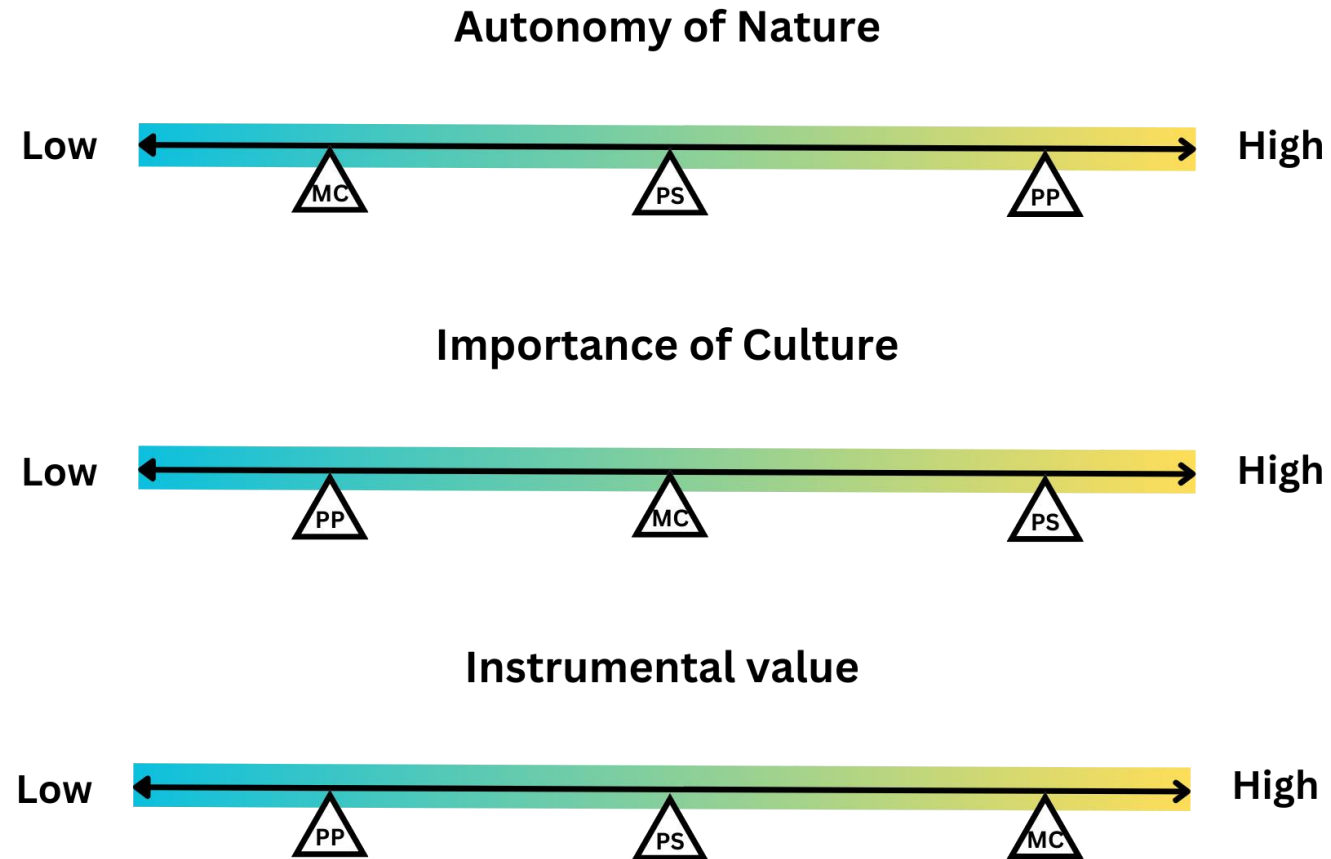 Autonomy of Nature
Low
High
MC
PS
PP
Importance of Culture
Low
High
PP
MC
PS
Instrumental value
Low
High
PP
PS
MC